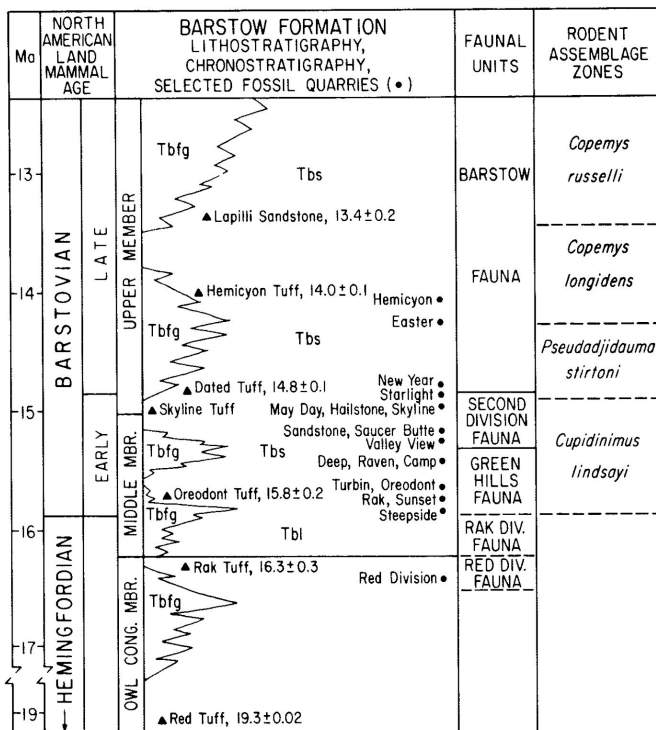 Ma
NORTH
AMERICAN
LAND
MAMMAL
AGE
BARSTOW FORMATION
LITHOSTRATIGRAPHY,
CHRONOSTRATIGRAPHY,
SELECTED FOSSIL QUARRIES (•)
FAUNAL
UNITS
RODENT
ASSEMBLAGE
ZONES
13
14
15
16
17
19
BARSTOVIAN
HEMINGFORDIAN
LATE
EARLY
UPPER MEMBER
MIDDLE MBR.
OWL CONG. MBR.
Tbfg
Tbs
▲ Lapilli Sandstone, 13.4±0.2
▲ Hemicyon Tuff, 14.0±0.1
Hemicyon •
Easter •
Tbfg
Tbs
New Year •
▲ Dated Tuff, 14.8±0.1
Starlight •
▲ Skyline Tuff
May Day, Hailstone, Skyline •
Sandstone, Saucer Butte •
Tbfg
Tbs
Valley View •
Deep, Raven, Camp •
Turbin, Oreodont •
▲ Oreodont Tuff, 15.8±0.2
Rak, Sunset •
Tbfg
Steepside •
Tbl
▲ Rak Tuff, 16.3±0.3
Red Division •
Tbfg
▲ Red Tuff, 19.3±0.02
BARSTOW
FAUNA
SECOND
DIVISION
FAUNA
GREEN
HILLS
FAUNA
RAK DIV.
FAUNA
RED DIV.
FAUNA
Copemys
russelli
Copemys
longidens
Pseudadjidauma
stirtoni
Cupidinimus
lindsayi